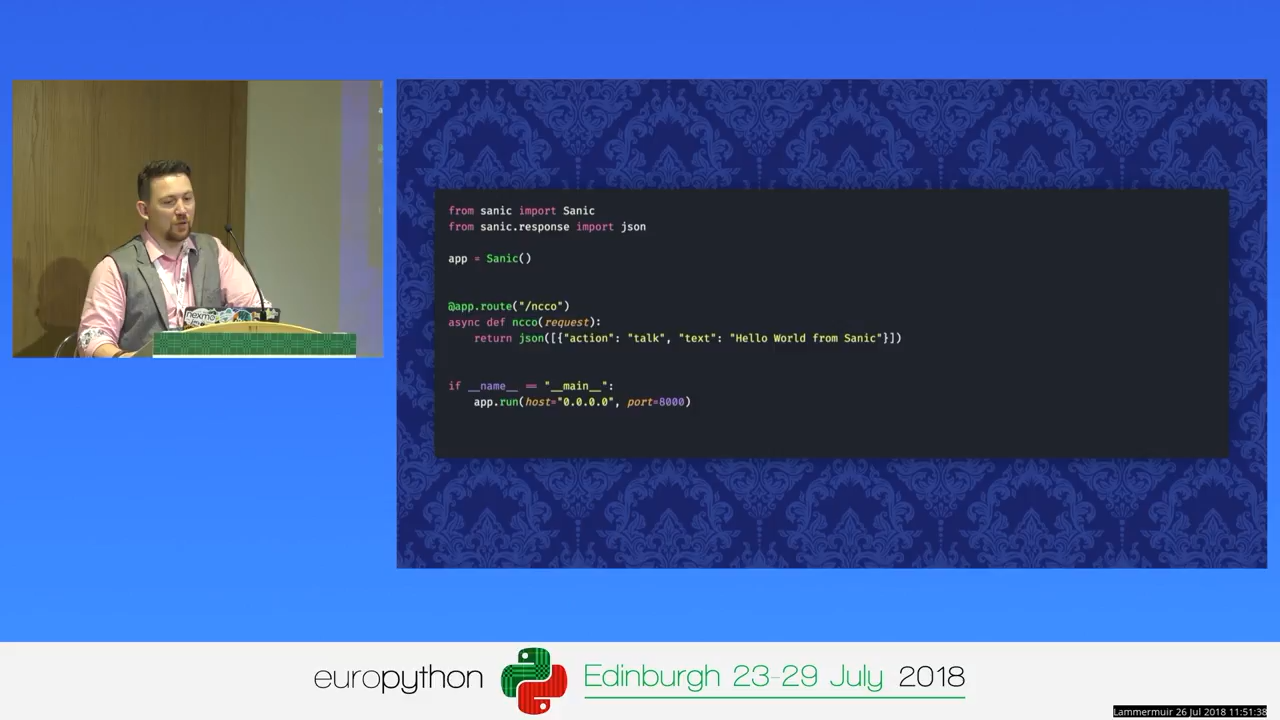 nexmo
from sanic import Sanic
from sanic.response import json
app = Sanic()
@app.route("/ncco")
async def ncco(request):
    return json([{"action": "talk", "text": "Hello World from Sanic"}])
if __name__ == "__main__":
    app.run(host="0.0.0.0", port=8000)
europython Edinburgh 23-29 July 2018
Lammermuir 26 Jul 2018 11:51:38